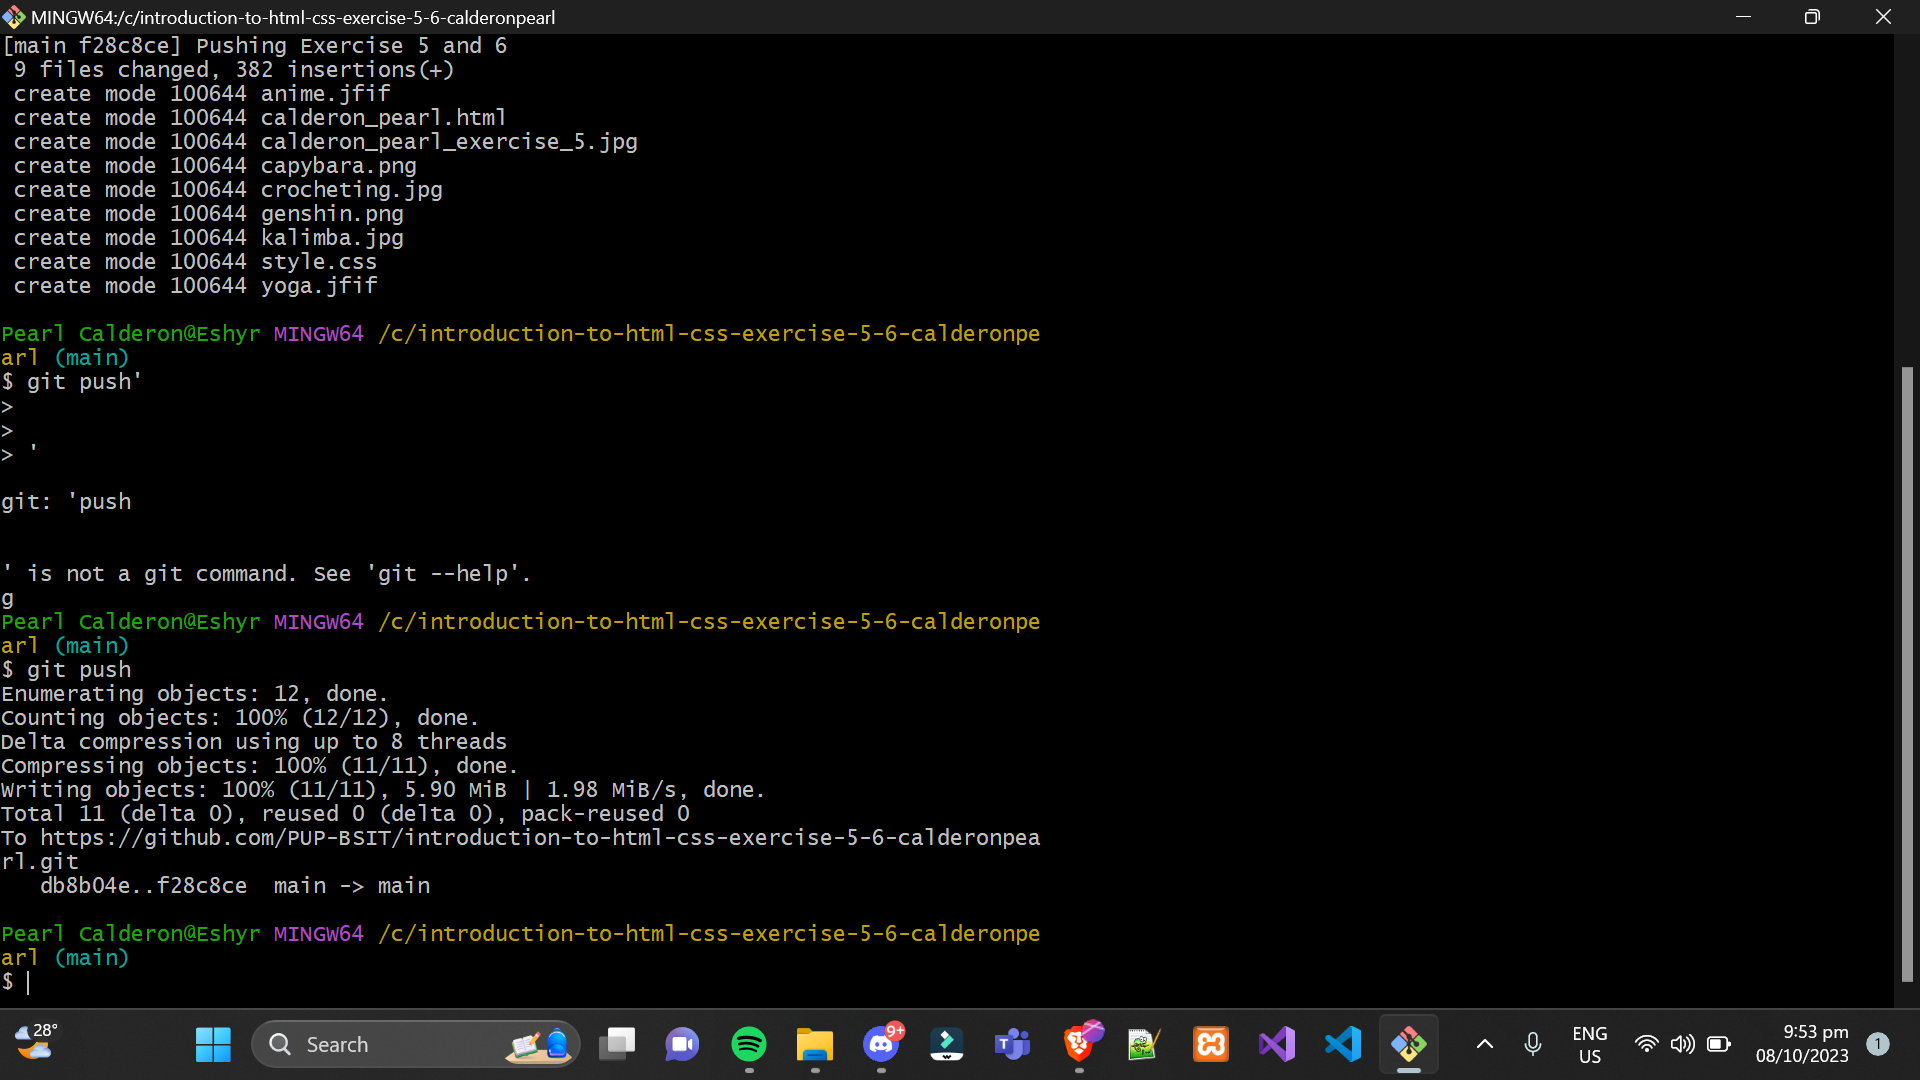 MINGW64:/c/introduction-to-html-css-exercise-5-6-calderonpearl
[main f28c8ce] Pushing Exercise 5 and 6
 9 files changed, 382 insertions(+)
 create mode 100644 anime.jfif
 create mode 100644 calderon_pearl.html
 create mode 100644 calderon_pearl_exercise_5.jpg
 create mode 100644 capybara.png
 create mode 100644 crocheting.jpg
 create mode 100644 genshin.png
 create mode 100644 kalimba.jpg
 create mode 100644 style.css
 create mode 100644 yoga.jfif
Pearl Calderon@Eshyr MINGW64 /c/introduction-to-html-css-exercise-5-6-calderonpe
arl (main)
$ git push'
>
>
> '
git: 'push
' is not a git command. See 'git --help'.
g
Pearl Calderon@Eshyr MINGW64 /c/introduction-to-html-css-exercise-5-6-calderonpe
arl (main)
$ git push
Enumerating objects: 12, done.
Counting objects: 100% (12/12), done.
Delta compression using up to 8 threads
Compressing objects: 100% (11/11), done.
Writing objects: 100% (11/11), 5.90 MiB | 1.98 MiB/s, done.
Total 11 (delta 0), reused 0 (delta 0), pack-reused 0
To https://github.com/PUP-BSIT/introduction-to-html-css-exercise-5-6-calderonpea
rl.git
   db8b04e..f28c8ce  main -> main
Pearl Calderon@Eshyr MINGW64 /c/introduction-to-html-css-exercise-5-6-calderonpe
arl (main)
$
28°
Search
9+
T
ENG
US
9:53 pm
08/10/2023
1